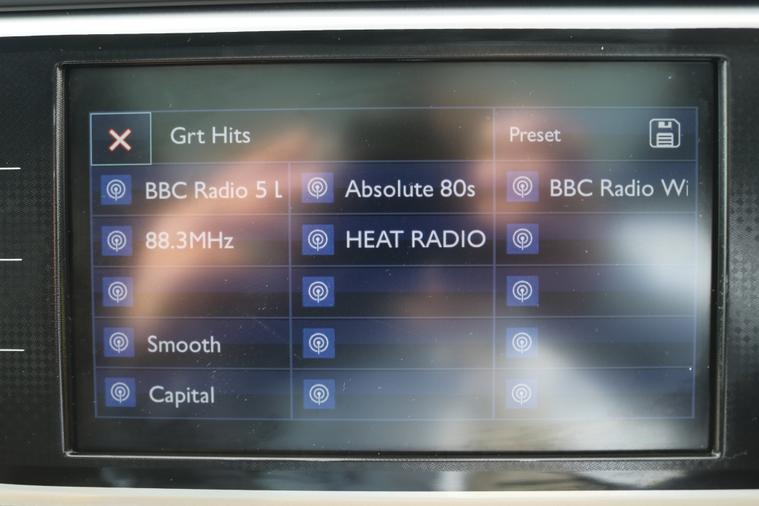 Grt Hits Preset
BBC Radio 5 L Absolute 80s BBC Radio Wi
88.3MHz HEAT RADIO
Smooth
Capital